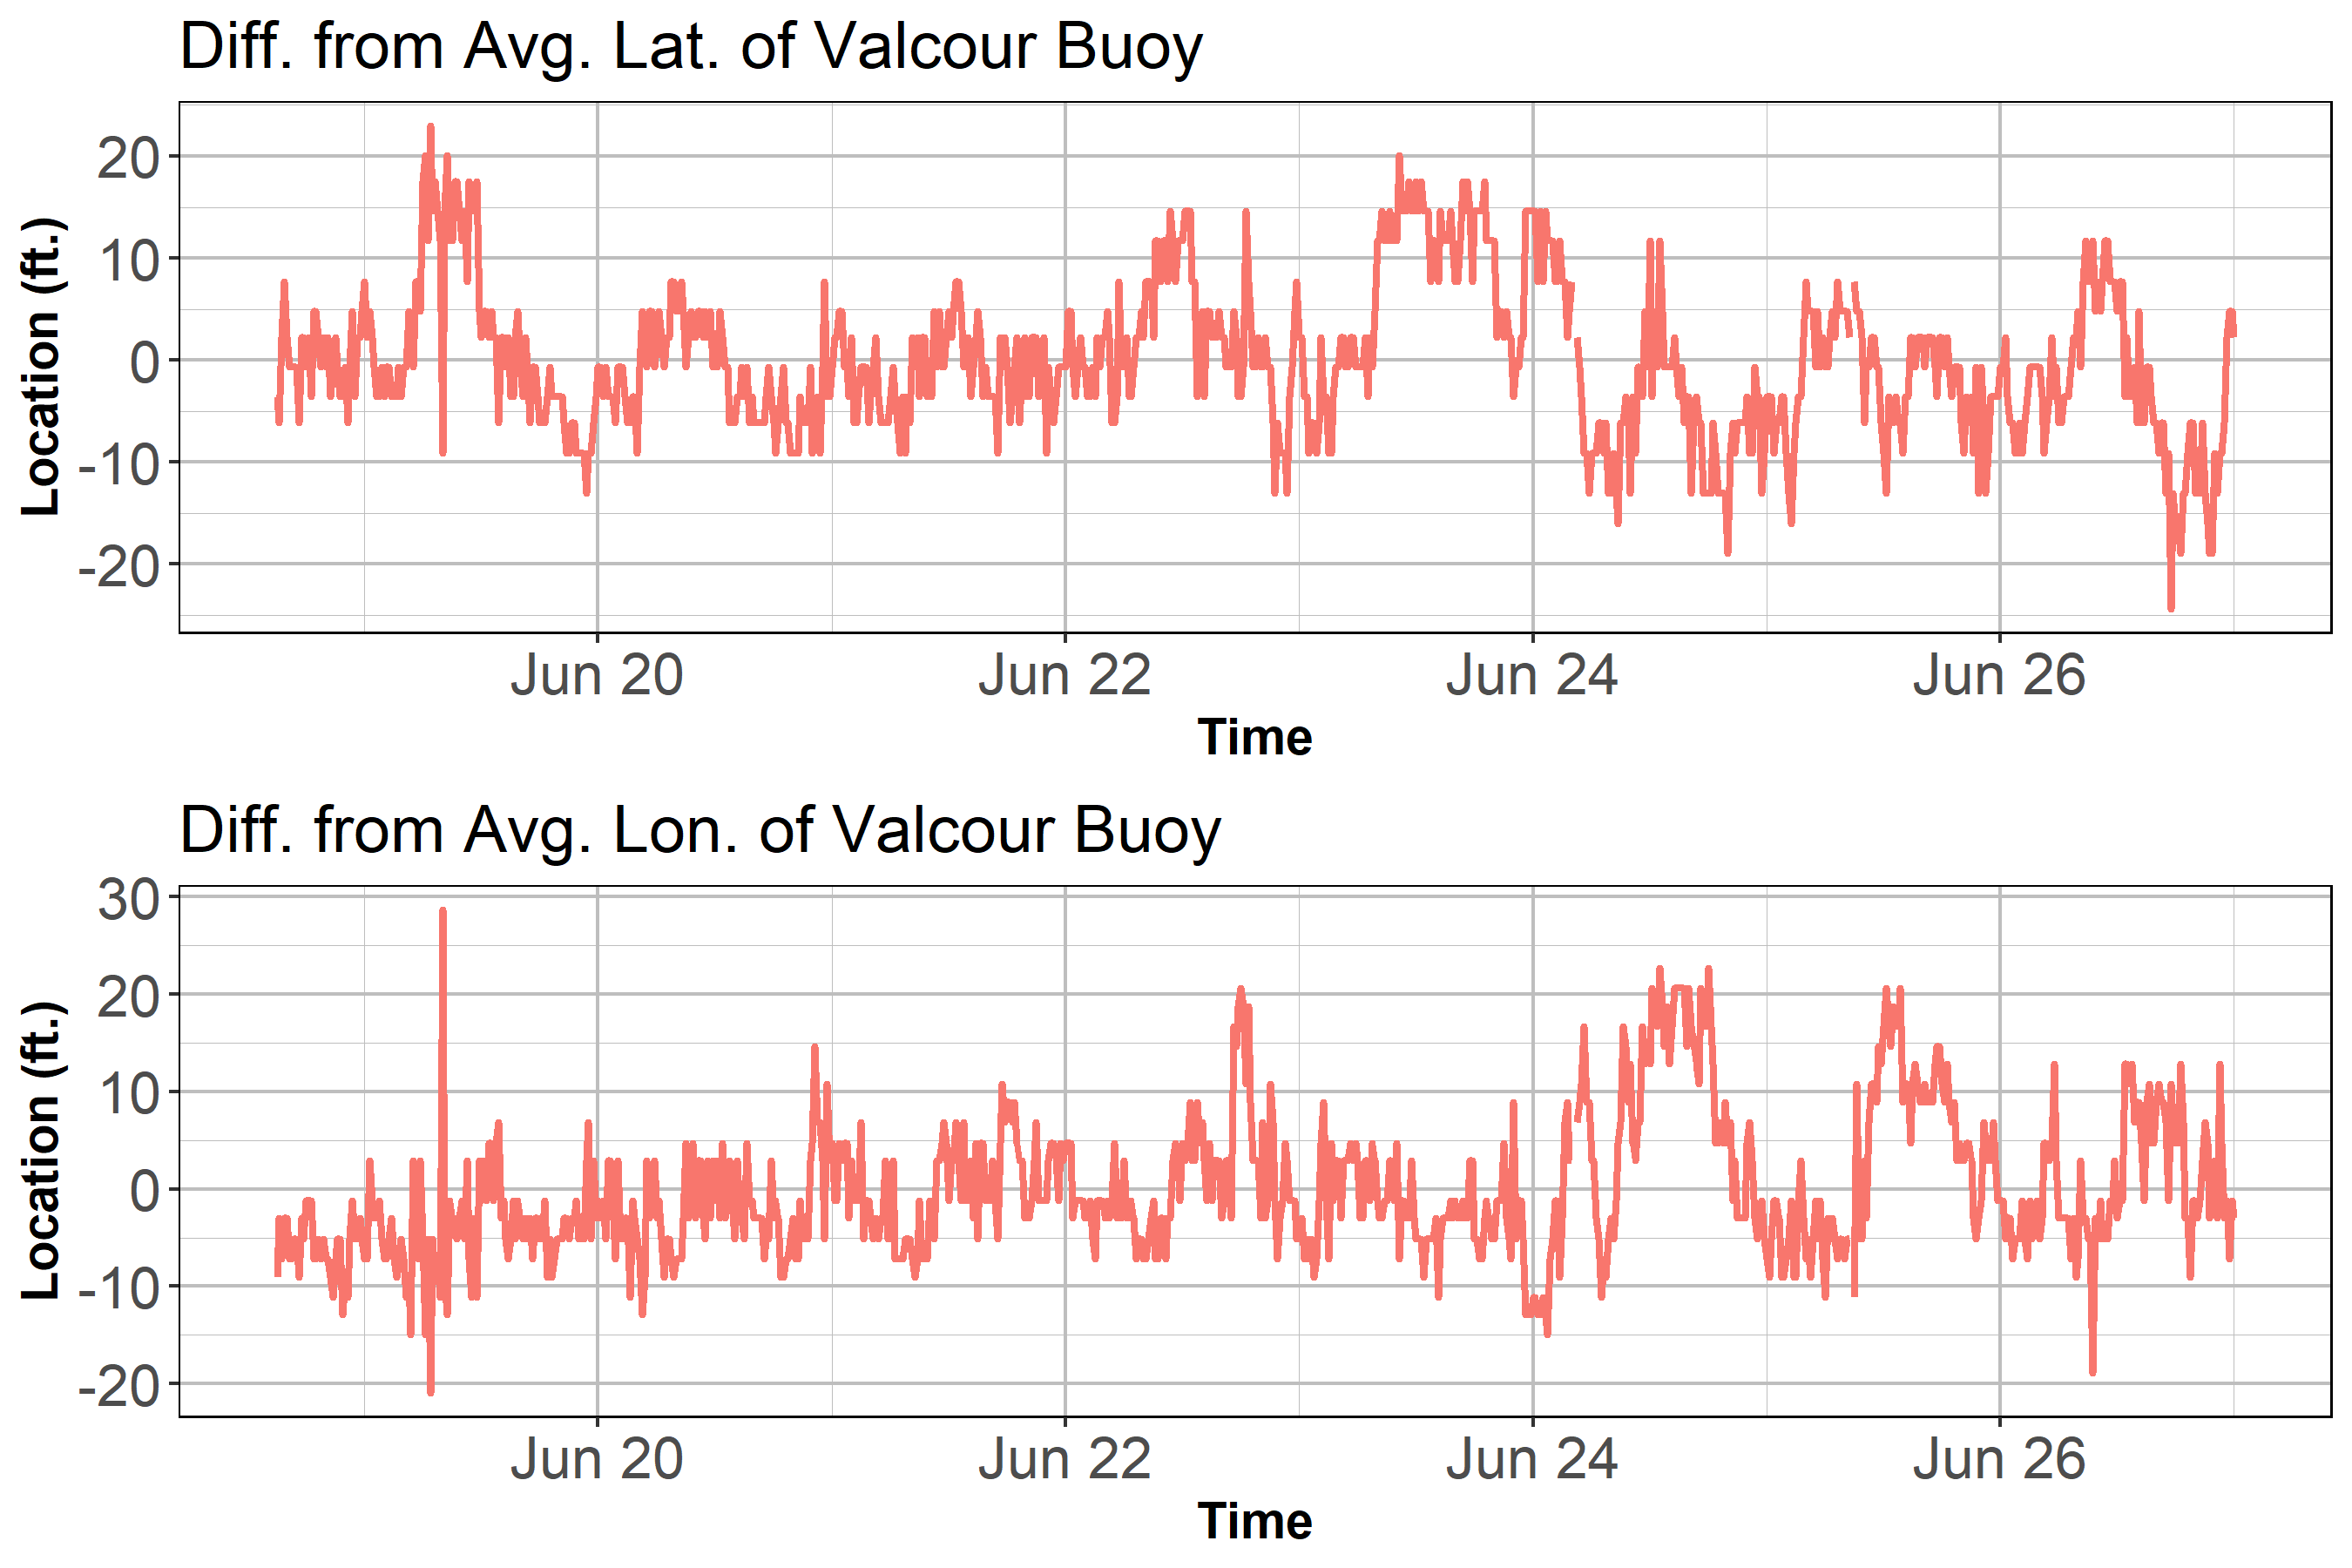 Diff. from Avg. Lat. of Valcour Buoy
Location (ft.)
20
10
0
-10
-20
Jun 20 Jun 22 Jun 24 Jun 26
Time
Diff. from Avg. Lon. of Valcour Buoy
Location (ft.)
30
20
10
0
-10
-20
Jun 20 Jun 22 Jun 24 Jun 26
Time